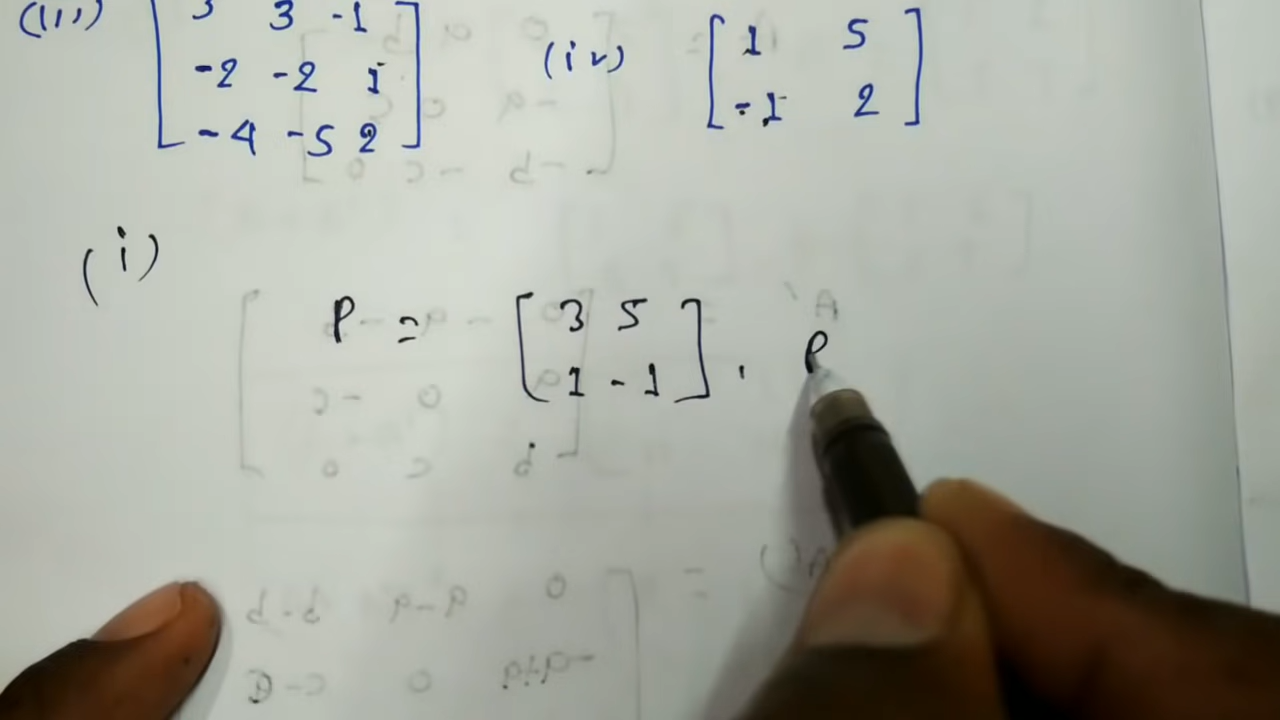 (iii) [ 3 3 -1
-2 -2 1
-4 -5 2 ]
(iv) [ 1 5
-1 2 ]
(i)
P = [ 3 5
1 -1 ] , P